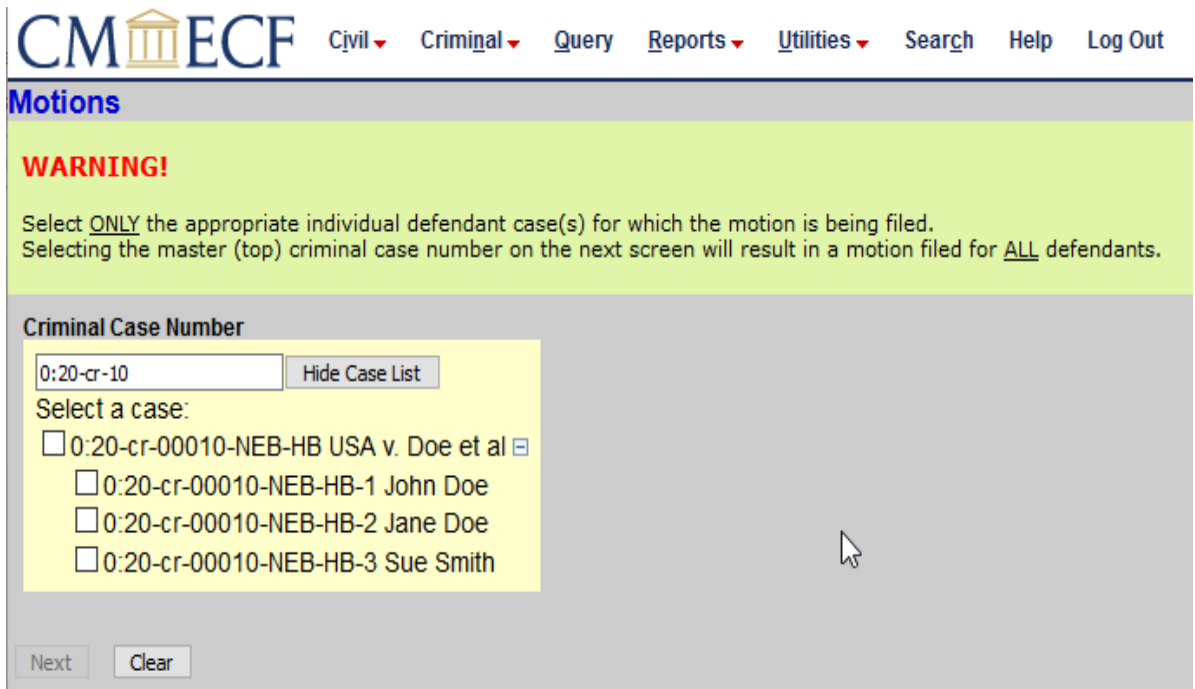 CM ECF Civil Criminal Query Reports Utilities Search Help Log Out
Motions
WARNING!
Select ONLY the appropriate individual defendant case(s) for which the motion is being filed.
Selecting the master (top) criminal case number on the next screen will result in a motion filed for ALL defendants.
Criminal Case Number
0:20-cr-10 Hide Case List
Select a case:
0:20-cr-00010-NEB-HB USA v. Doe et al
0:20-cr-00010-NEB-HB-1 John Doe
0:20-cr-00010-NEB-HB-2 Jane Doe
0:20-cr-00010-NEB-HB-3 Sue Smith
Next Clear